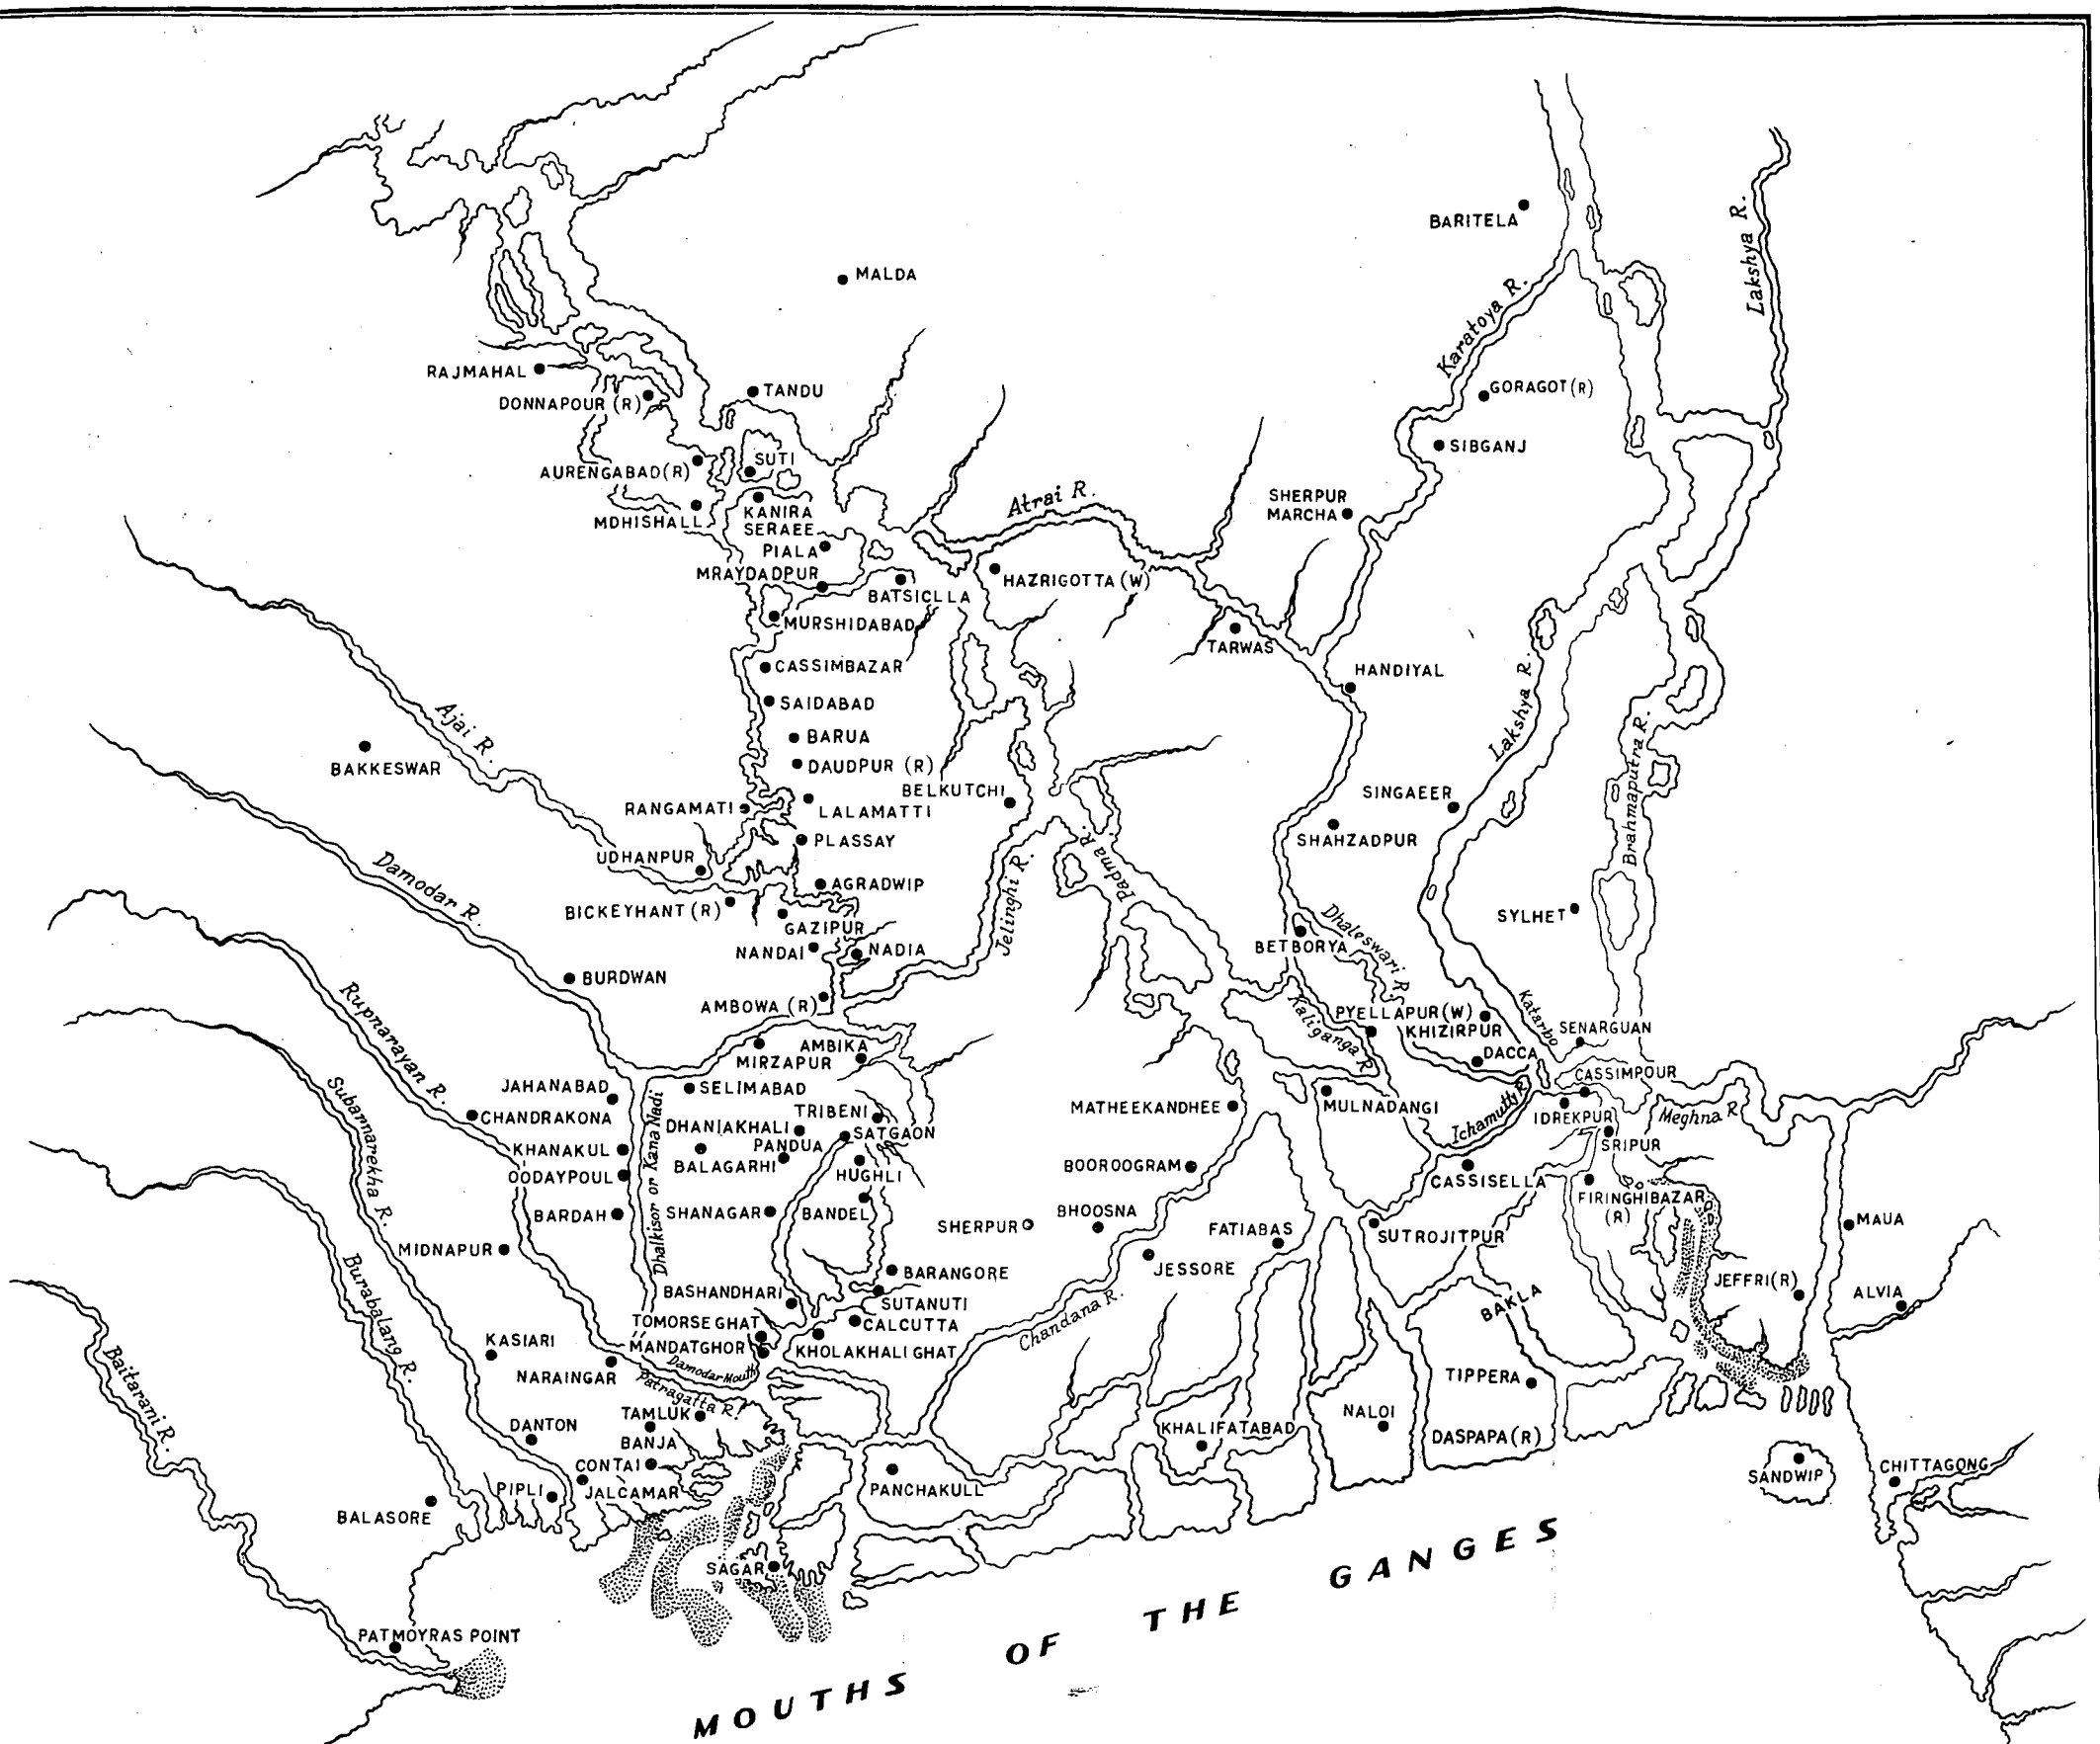 BARITELA
Lakshya R.
MALDA
Karatoya R.
RAJMAHAL
TANDU
GORAGOT (R)
DONNAPOUR (R)
SIBGANJ
SUTI
AURENGABAD (R)
Atrai R.
SHERPUR
MARCHA
MDHISHALL
KANIRA
SERAEE
PIALA
MRAYDADPUR
HAZRIGOTTA (W)
BATSICLLA
MURSHIDABAD
TARWAS
CASSIMBAZAR
HANDIYAL
SAIDABAD
Lakshya R.
Ajai R.
BARUA
Brahmaputra R.
BAKKESWAR
DAUDPUR (R)
BELKUTCHI
SINGAEER
RANGAMATI
LALAMATTI
PLASSAY
SHAHZADPUR
UDHANPUR
Padma R.
Damodar R.
AGRADWIP
BICKEYHANT (R)
Jelinghi R.
SYLHET
GAZIPUR
Dhaleswari R.
BETBORYA
NANDAI
NADIA
BURDWAN
AMBOWA (R)
Rupnarayan R.
Kaliganga R
PYELLAPUR (W)
KHIZIRPUR
Katarbo
SENARGUAN
AMBIKA
MIRZAPUR
DACCA
CASSIMPOUR
JAHANABAD
SELIMABAD
Subarnarekha R.
CHANDRAKONA
TRIBENI
MATHEEKANDHEE
MULNADANGI
IDREKPUR
Meghna R
Ichamutty R.
DHANIAKHALI
SATGAON
PANDUA
SRIPUR
KHANAKUL
BALAGARHI
HUGHLI
BOOROOGRAM
OODAYPOUL
CASSISELLA
FIRINGHIBAZAR
(R)
Dhalkisor or Kana Nadi
BARDAH
SHANAGAR
BANDEL
SHERPUR
BHOOSNA
FATIABAS
SUTROJITPUR
MAUA
MIDNAPUR
JESSORE
BARANGORE
Burabalang R.
JEFFRI (R)
BASHANDHARI
SUTANUTI
BAKLA
ALVIA
TOMORSE GHAT
CALCUTTA
Chandana R.
KASIARI
MANDATGHOR
KHOLAKHALI GHAT
Baitarani R.
NARAINGAR
Damodar Mouth
Patragatta R.
TIPPERA
TAMLUK
NALOI
DANTON
BANJA
KHALIFATABAD
DASPAPA (R)
CONTAI
SANDWIP
CHITTAGONG
PIPLI
JALCAMAR
PANCHAKULL
BALASORE
SAGAR
PATMOYRAS POINT
MOUTHS OF THE GANGES